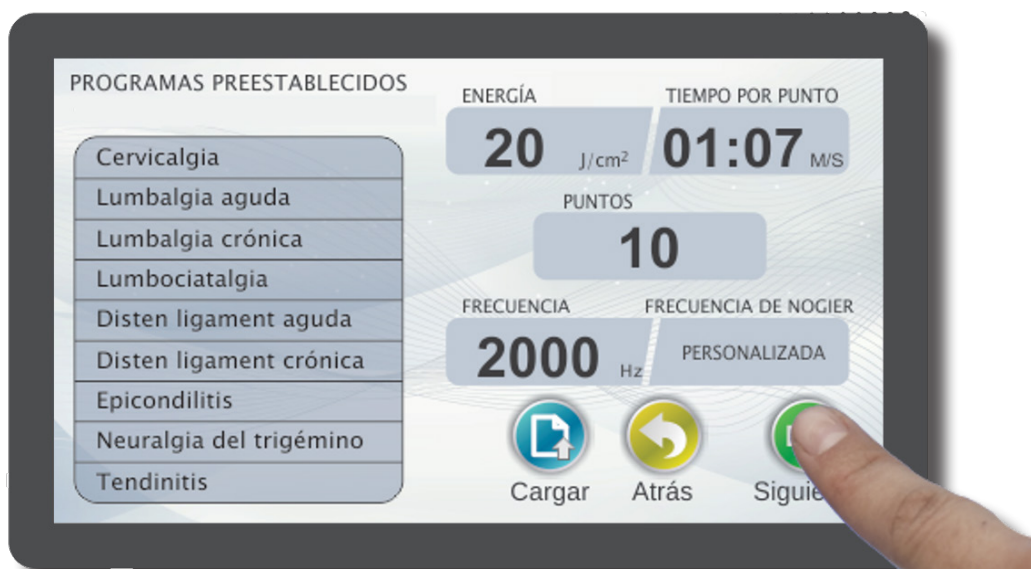 PROGRAMAS PREESTABLECIDOS
Cervicalgia
Lumbalgia aguda
Lumbalgia crónica
Lumbociatalgia
Disten ligament aguda
Disten ligament crónica
Epicondilitis
Neuralgia del trigémino
Tendinitis
ENERGÍA
TIEMPO POR PUNTO
20 J/cm²
01:07 M/S
PUNTOS
10
FRECUENCIA
FRECUENCIA DE NOGIER
2000 Hz
PERSONALIZADA
Cargar
Atrás